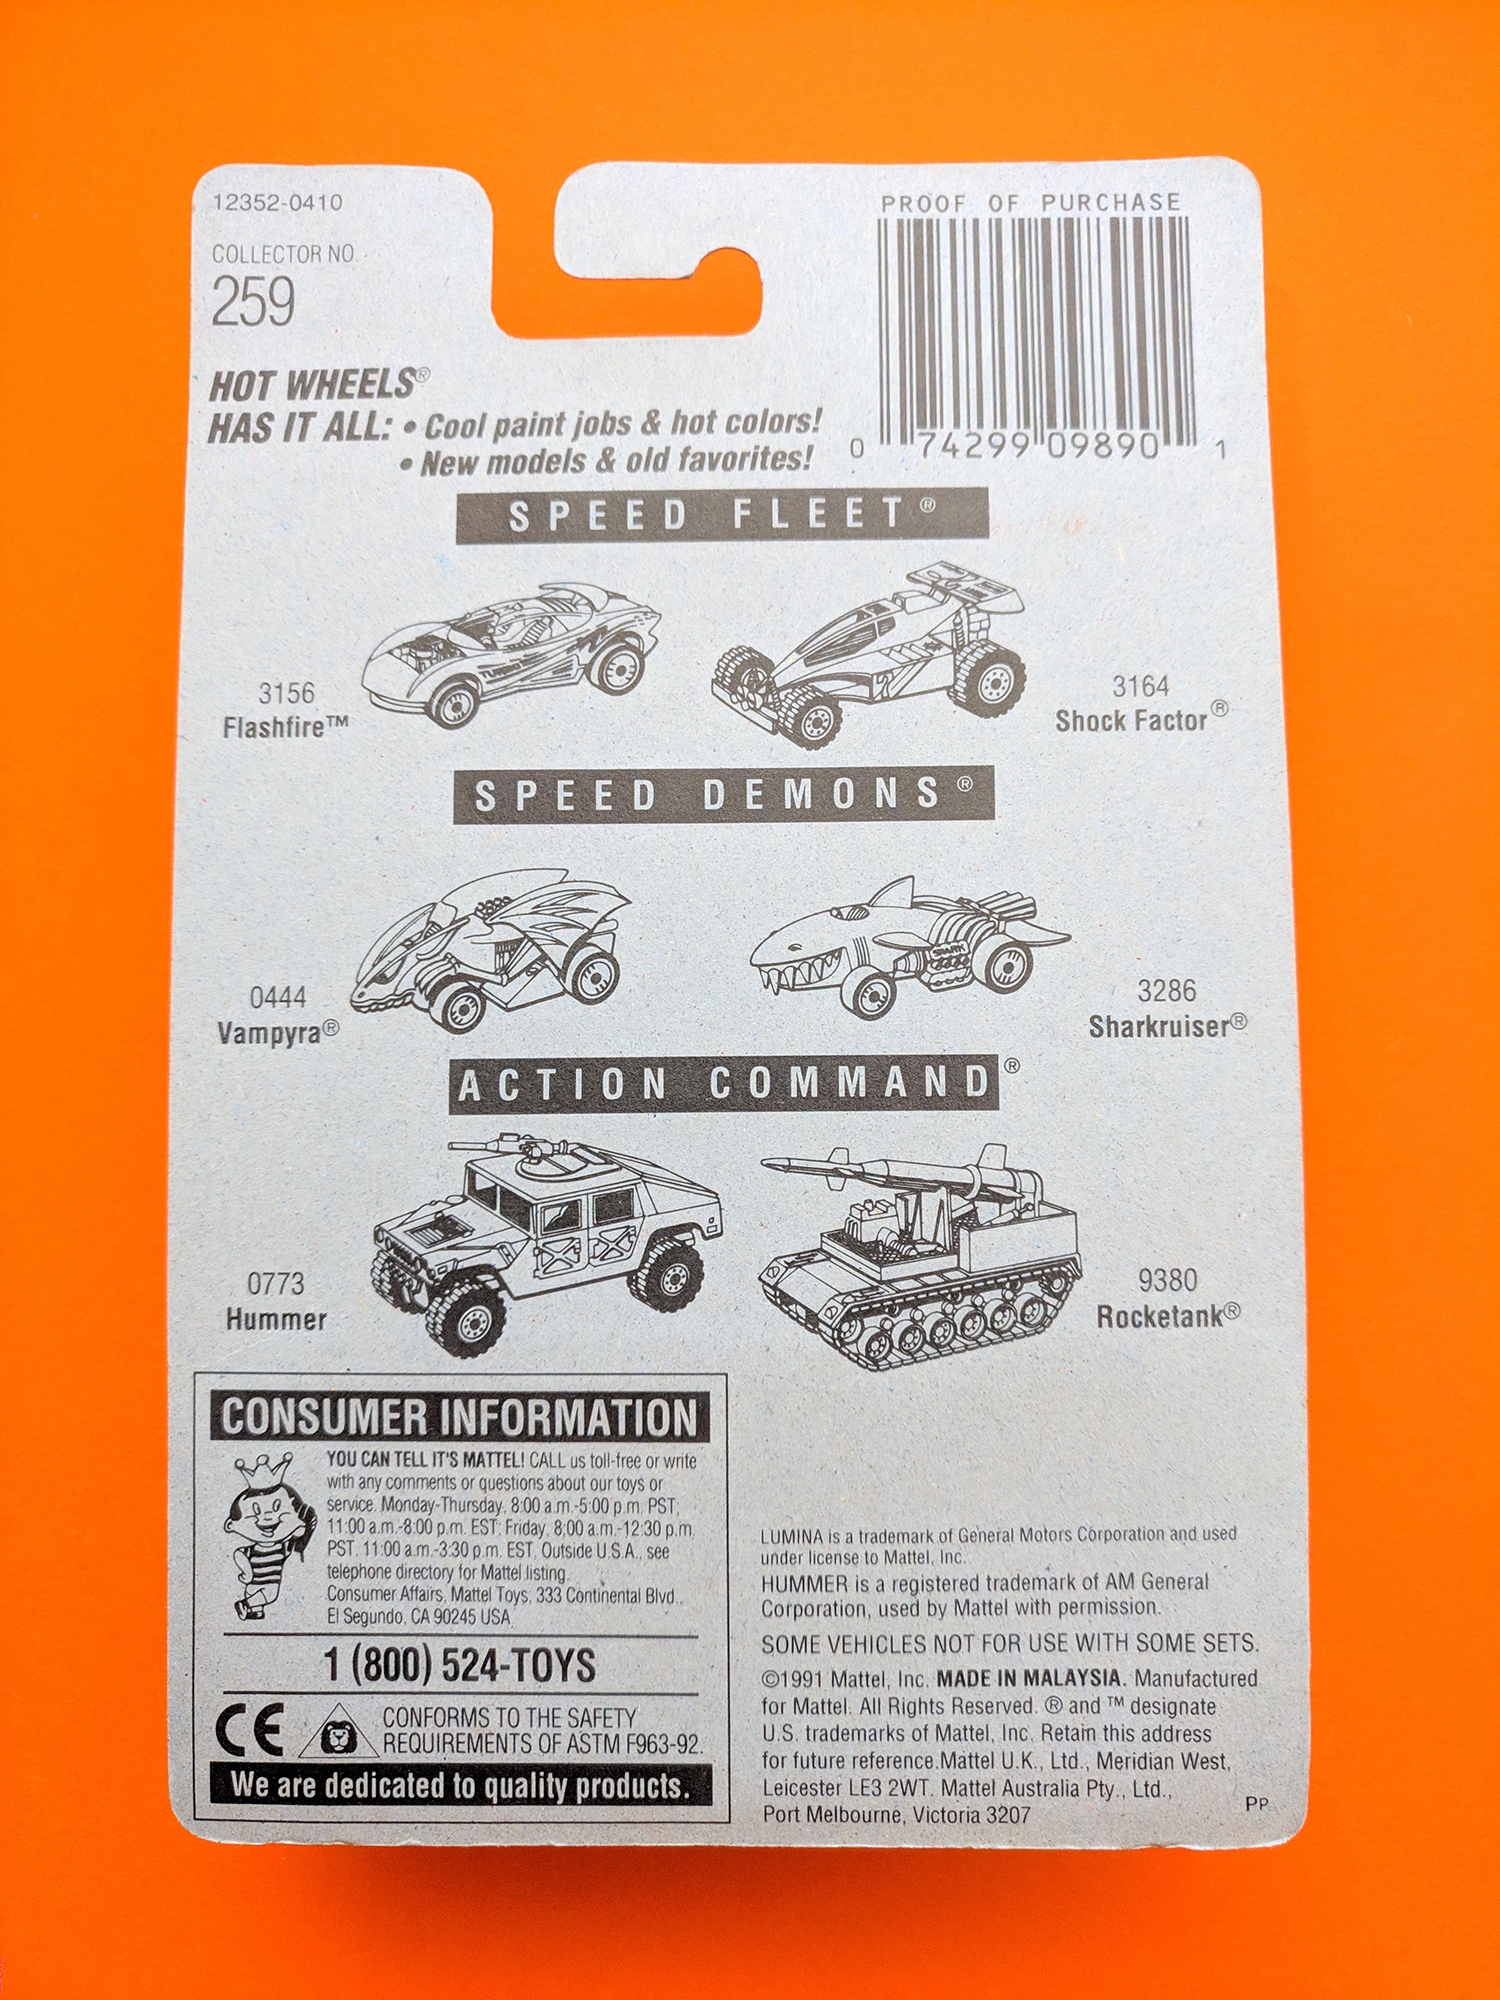 12352-0410
COLLECTOR NO.
259
PROOF OF PURCHASE
0 74299 09890 1
HOT WHEELS®
HAS IT ALL: • Cool paint jobs & hot colors!
• New models & old favorites!
SPEED FLEET®
3156
Flashfire™
3164
Shock Factor®
SPEED DEMONS®
0444
Vampyra®
3286
Sharkruiser®
ACTION COMMAND®
0773
Hummer
9380
Rocketank®
CONSUMER INFORMATION
YOU CAN TELL IT'S MATTEL! CALL us toll-free or write
with any comments or questions about our toys or
service. Monday-Thursday, 8:00 a.m.-5:00 p.m. PST;
11:00 a.m.-8:00 p.m. EST; Friday, 8:00 a.m.-12:30 p.m.
PST, 11:00 a.m.-3:30 p.m. EST. Outside U.S.A., see
telephone directory for Mattel listing.
Consumer Affairs, Mattel Toys, 333 Continental Blvd.,
El Segundo, CA 90245 USA
1 (800) 524-TOYS
CE
CONFORMS TO THE SAFETY
REQUIREMENTS OF ASTM F963-92.
We are dedicated to quality products.
LUMINA is a trademark of General Motors Corporation and used
under license to Mattel, Inc.
HUMMER is a registered trademark of AM General
Corporation, used by Mattel with permission.
SOME VEHICLES NOT FOR USE WITH SOME SETS.
©1991 Mattel, Inc. MADE IN MALAYSIA. Manufactured
for Mattel. All Rights Reserved. ® and ™ designate
U.S. trademarks of Mattel, Inc. Retain this address
for future reference.Mattel U.K., Ltd., Meridian West,
Leicester LE3 2WT. Mattel Australia Pty., Ltd.,
Port Melbourne, Victoria 3207
PP